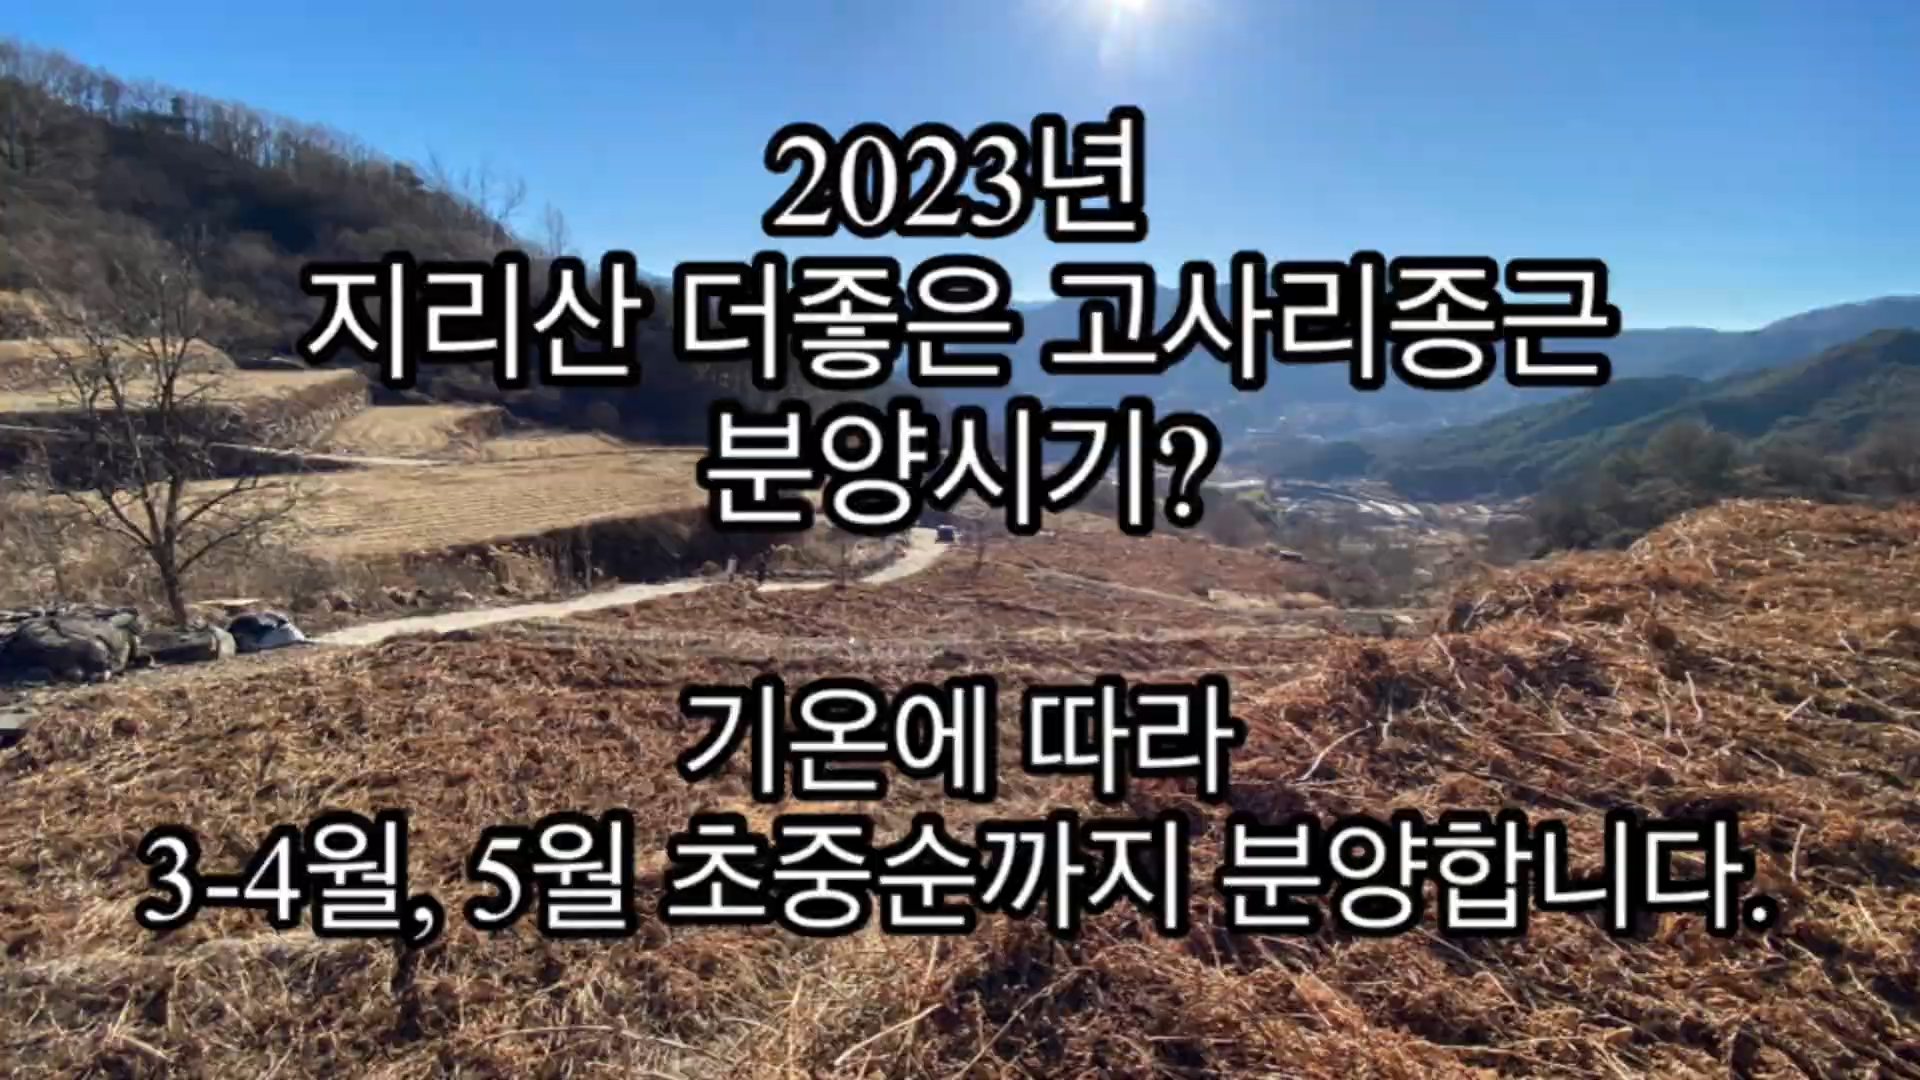 2023년
지리산 더좋은 고사리종근
분양시기?
기온에 따라
3-4월, 5월 초중순까지 분양합니다.